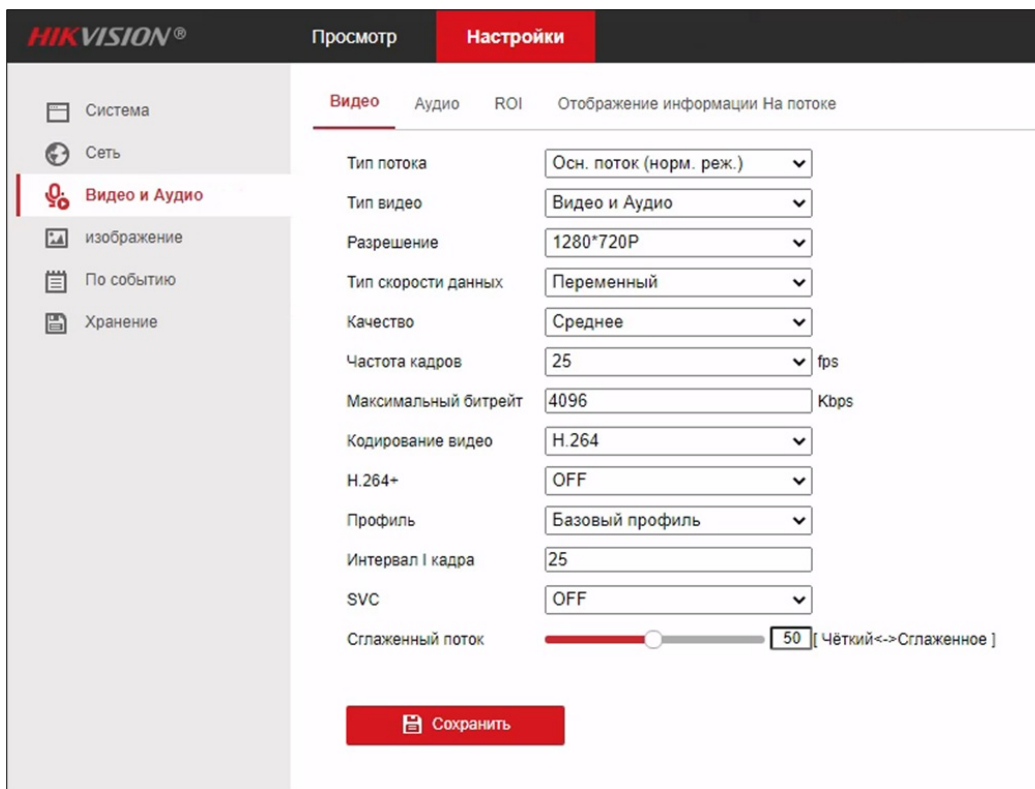 HIKVISION®
Просмотр
Настройки
Система
Сеть
Видео и Аудио
изображение
По событию
Хранение
Видео Аудио ROI Отображение информации На потоке
Тип потока Осн. поток (норм. реж.)
Тип видео Видео и Аудио
Разрешение 1280*720P
Тип скорости данных Переменный
Качество Среднее
Частота кадров 25 fps
Максимальный битрейт 4096 Kbps
Кодирование видео H.264
H.264+ OFF
Профиль Базовый профиль
Интервал I кадра 25
SVC OFF
Сглаженный поток 50 [ Чёткий<->Сглаженное ]
Сохранить